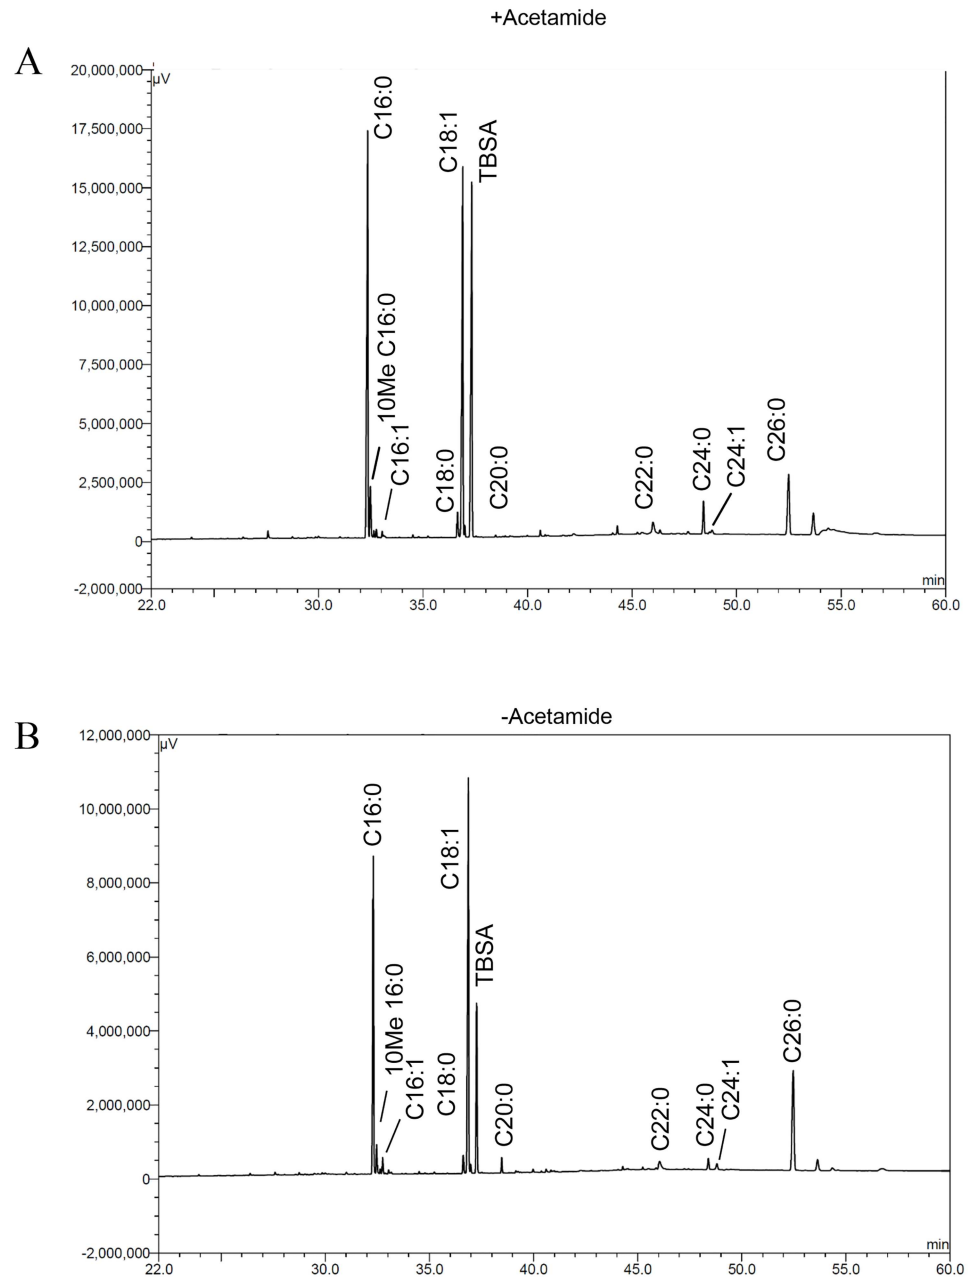 +Acetamide
A
µV
20,000,000
17,500,000
15,000,000
12,500,000
10,000,000
7,500,000
5,000,000
2,500,000
0
-2,000,000
C16:0
10Me C16:0
C16:1
C18:0
C18:1
TBSA
C20:0
C22:0
C24:0
C24:1
C26:0
min
22.0 30.0 35.0 40.0 45.0 50.0 55.0 60.0
-Acetamide
B
µV
12,000,000
10,000,000
8,000,000
6,000,000
4,000,000
2,000,000
0
-2,000,000
C16:0
10Me 16:0
C16:1
C18:0
C18:1
TBSA
C20:0
C22:0
C24:0
C24:1
C26:0
min
22.0 30.0 35.0 40.0 45.0 50.0 55.0 60.0